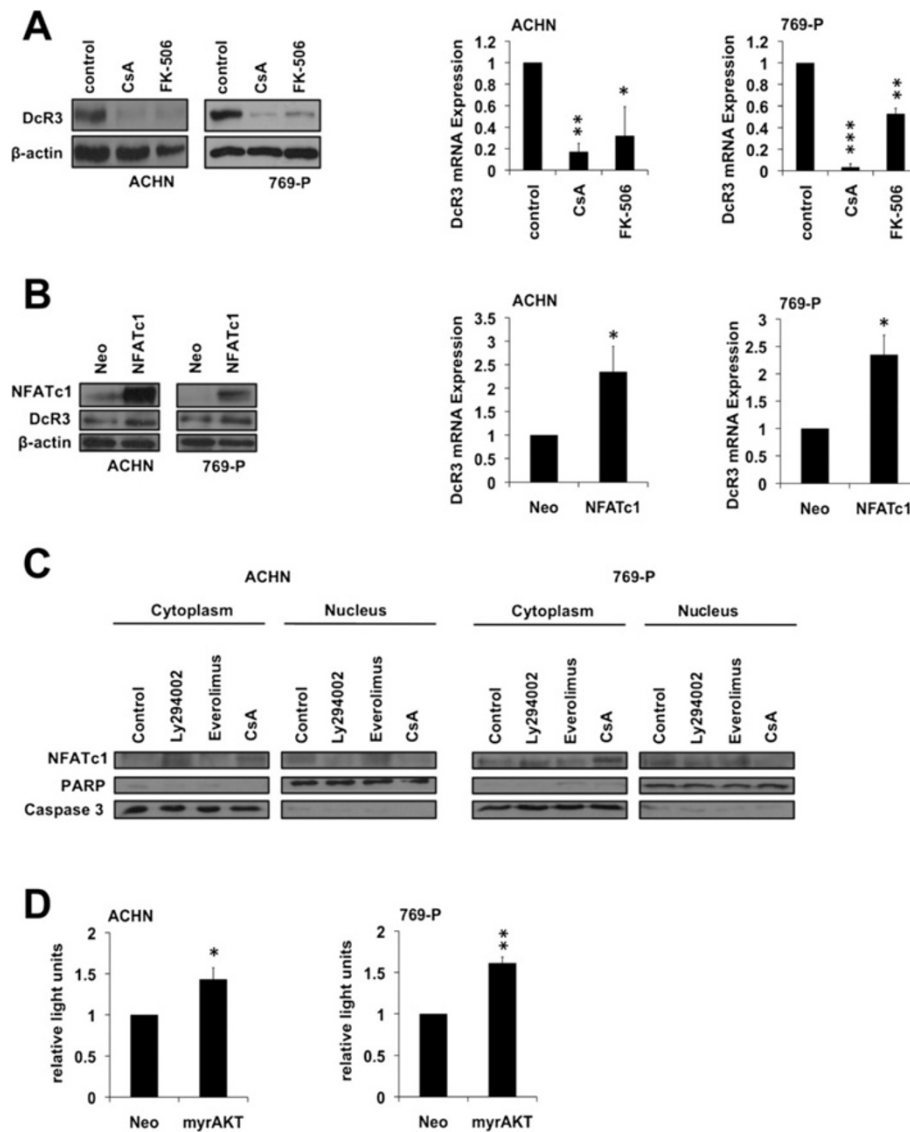 A
control
CsA
FK-506
control
CsA
FK-506
DcR3
β-actin
ACHN
769-P
ACHN
DcR3 mRNA Expression
1.2
1
0.8
0.6
0.4
0.2
0
**
*
control
CsA
FK-506
769-P
DcR3 mRNA Expression
1.2
1
0.8
0.6
0.4
0.2
0
***
**
control
CsA
FK-506
B
Neo
NFATc1
Neo
NFATc1
NFATc1
DcR3
β-actin
ACHN
769-P
ACHN
DcR3 mRNA Expression
3.5
3
2.5
2
1.5
1
0.5
0
*
Neo NFATc1
769-P
DcR3 mRNA Expression
3
2.5
2
1.5
1
0.5
0
*
Neo NFATc1
C
ACHN
769-P
Cytoplasm
Nucleus
Cytoplasm
Nucleus
Control
Ly294002
Everolimus
CsA
Control
Ly294002
Everolimus
CsA
Control
Ly294002
Everolimus
CsA
Control
Ly294002
Everolimus
CsA
NFATc1
PARP
Caspase 3
D
ACHN
relative light units
2
1.5
1
0.5
0
*
Neo myrAKT
769-P
relative light units
2
1.5
1
0.5
0
**
Neo myrAKT